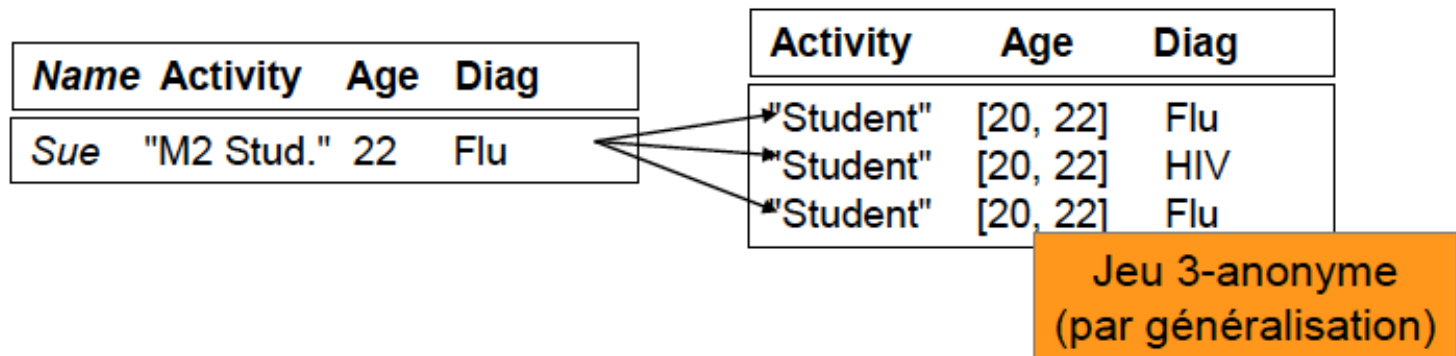 Name Activity Age Diag
Sue "M2 Stud." 22 Flu
Activity Age Diag
"Student" [20, 22] Flu
"Student" [20, 22] HIV
"Student" [20, 22] Flu
Jeu 3-anonyme
(par généralisation)